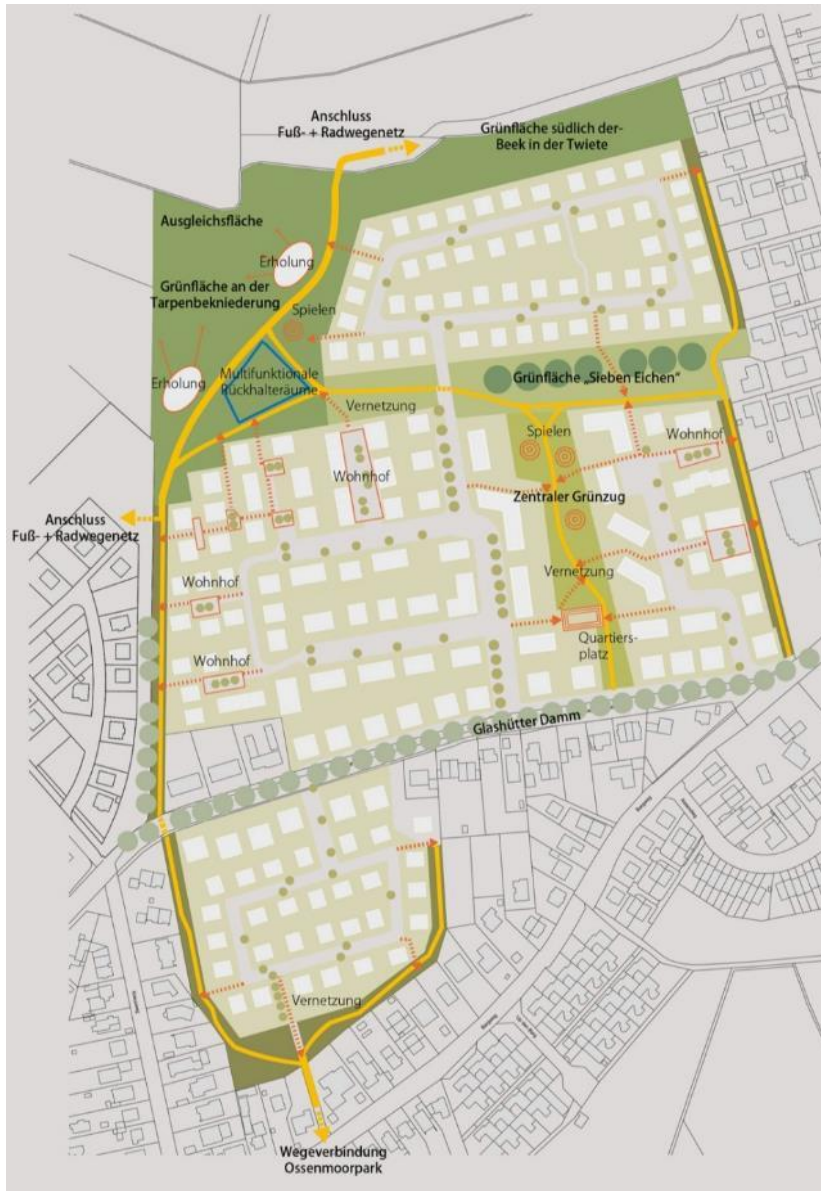 Anschluss
Fuß- + Radwegenetz
Grünfläche südlich der-
Beek in der Twiete
Ausgleichsfläche
Erholung
Grünfläche an der
Tarpenbekniederung
Spielen
Erholung
Multifunktionale
Rückhalteräume
Grünfläche „Sieben Eichen“
Vernetzung
Spielen
Wohnhof
Wohnhof
Zentraler Grünzug
Anschluss
Fuß- + Radwegenetz
Vernetzung
Wohnhof
Quartiers-
platz
Wohnhof
Glashütter Damm
Vernetzung
Wegeverbindung
Ossenmoorpark